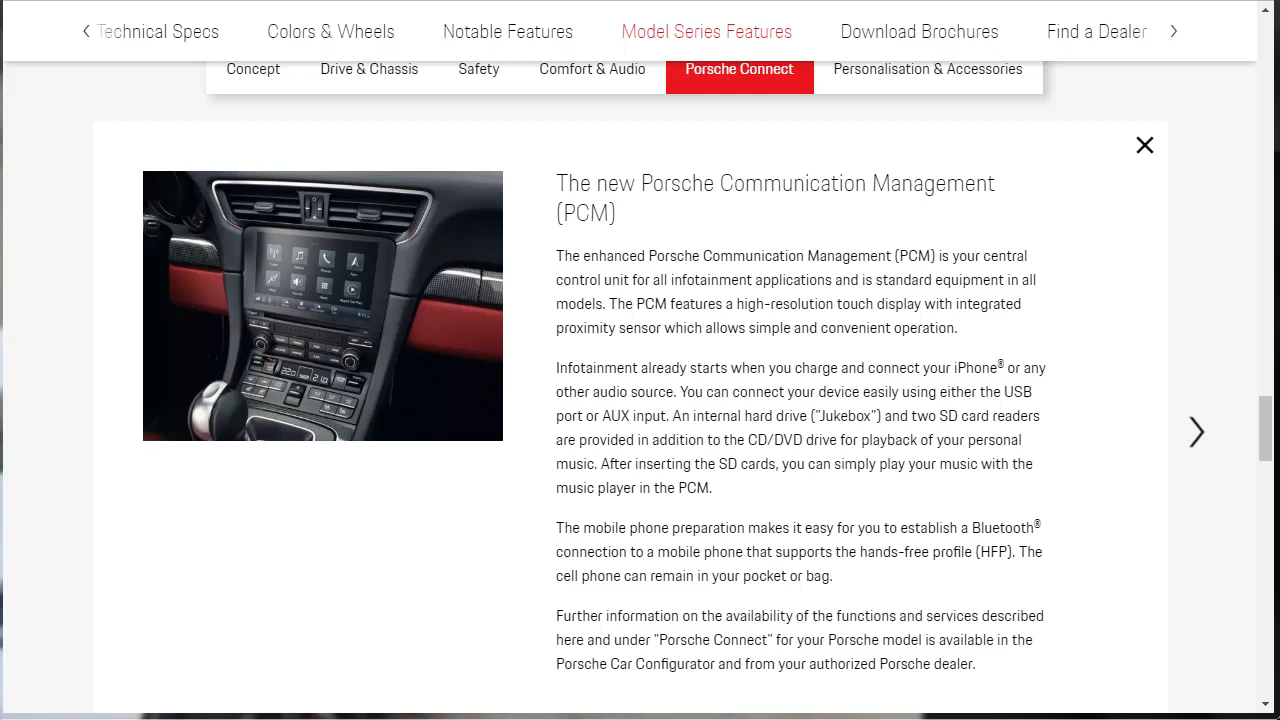 Technical Specs Colors & Wheels Notable Features Model Series Features Download Brochures Find a Dealer
Concept Drive & Chassis Safety Comfort & Audio Porsche Connect Personalisation & Accessories
The new Porsche Communication Management
(PCM)
The enhanced Porsche Communication Management (PCM) is your central
control unit for all infotainment applications and is standard equipment in all
models. The PCM features a high-resolution touch display with integrated
proximity sensor which allows simple and convenient operation.
Infotainment already starts when you charge and connect your iPhone® or any
other audio source. You can connect your device easily using either the USB
port or AUX input. An internal hard drive ("Jukebox") and two SD card readers
are provided in addition to the CD/DVD drive for playback of your personal
music. After inserting the SD cards, you can simply play your music with the
music player in the PCM.
The mobile phone preparation makes it easy for you to establish a Bluetooth®
connection to a mobile phone that supports the hands-free profile (HFP). The
cell phone can remain in your pocket or bag.
Further information on the availability of the functions and services described
here and under "Porsche Connect" for your Porsche model is available in the
Porsche Car Configurator and from your authorized Porsche dealer.